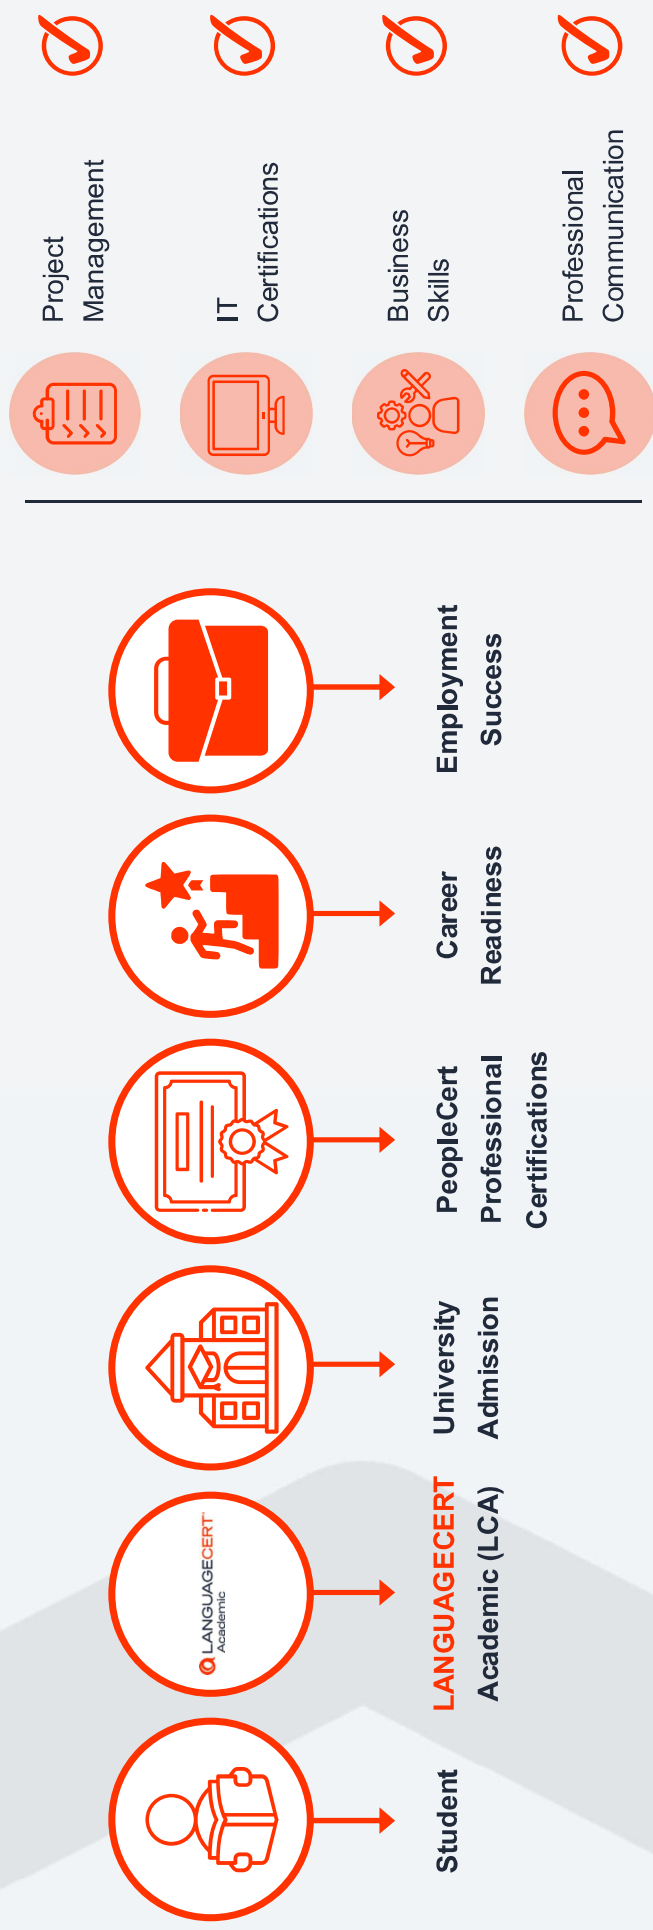 LANGUAGECERT
Academic
Student
LANGUAGECERT
Academic (LCA)
University
Admission
PeopleCert
Professional
Certifications
Career
Readiness
Employment
Success
Project
Management
IT
Certifications
Business
Skills
Professional
Communication